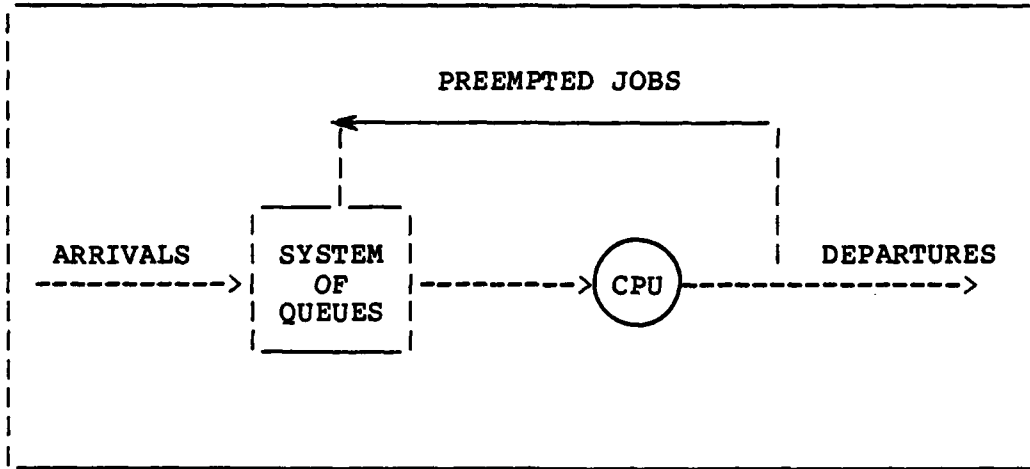 PREEMPTED JOBS
ARRIVALS
SYSTEM
OF
QUEUES
CPU
DEPARTURES